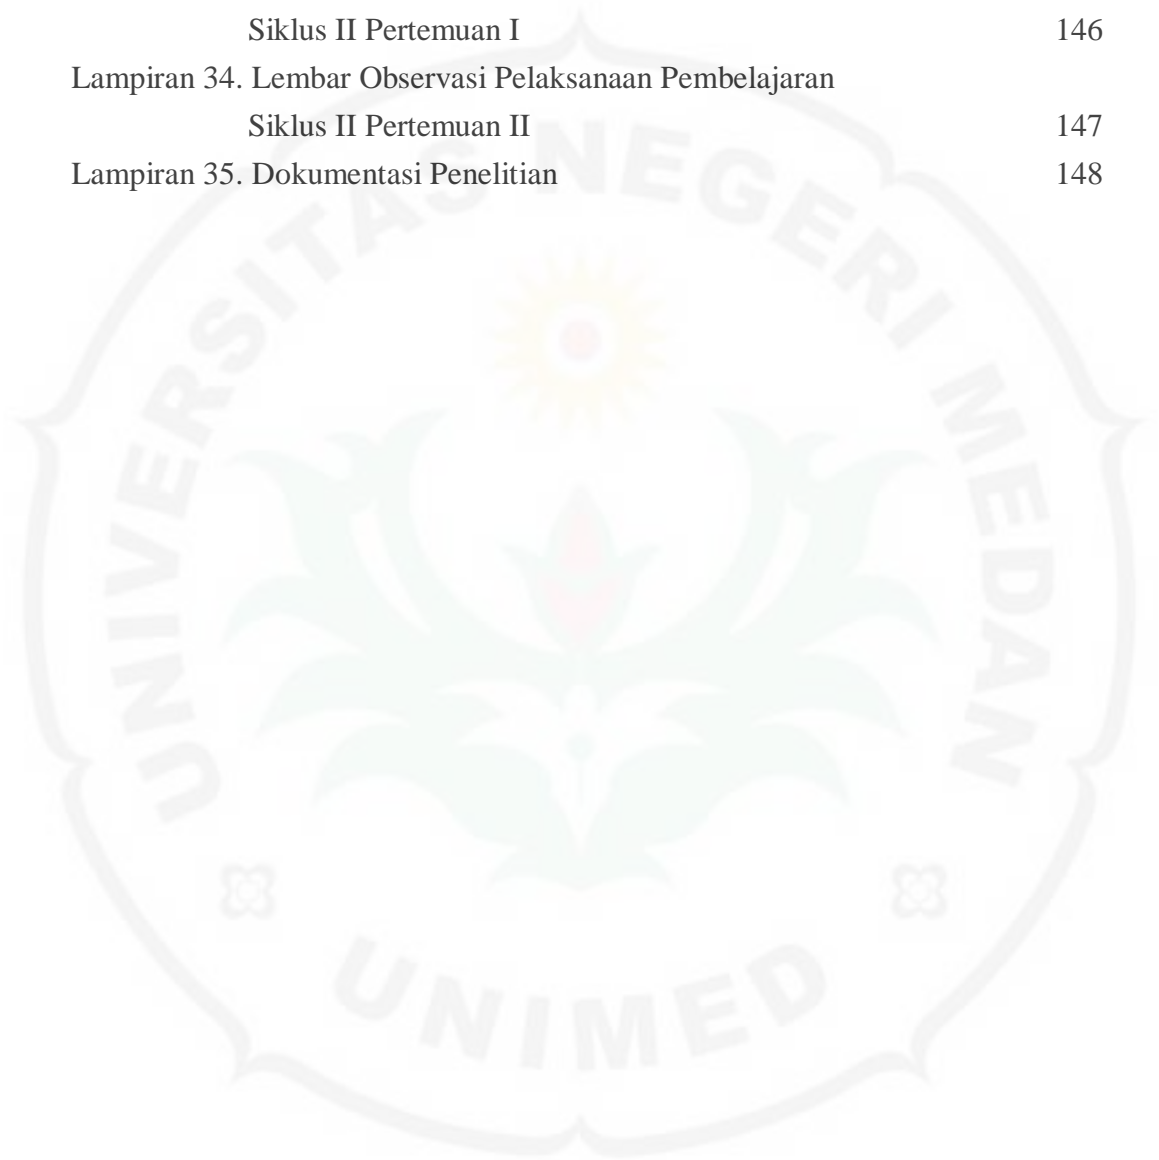 Siklus II Pertemuan I 146
Lampiran 34. Lembar Observasi Pelaksanaan Pembelajaran
Siklus II Pertemuan II 147
Lampiran 35. Dokumentasi Penelitian 148
UNIVERSITAS NEGERI MEDAN
UNIMED